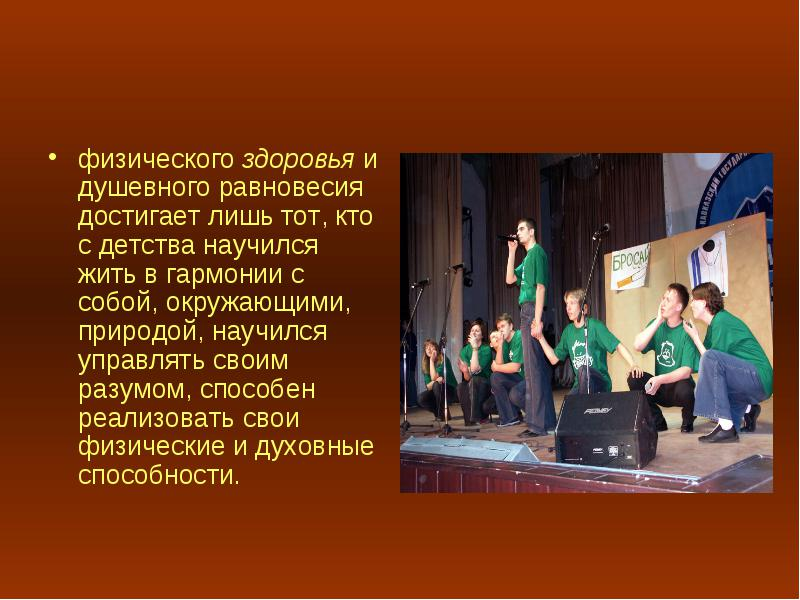 • физического здоровья и
душевного равновесия
достигает лишь тот, кто
с детства научился
жить в гармонии с
собой, окружающими,
природой, научился
управлять своим
разумом, способен
реализовать свои
физические и духовные
способности.
БРОСАЙ
PEAVEY